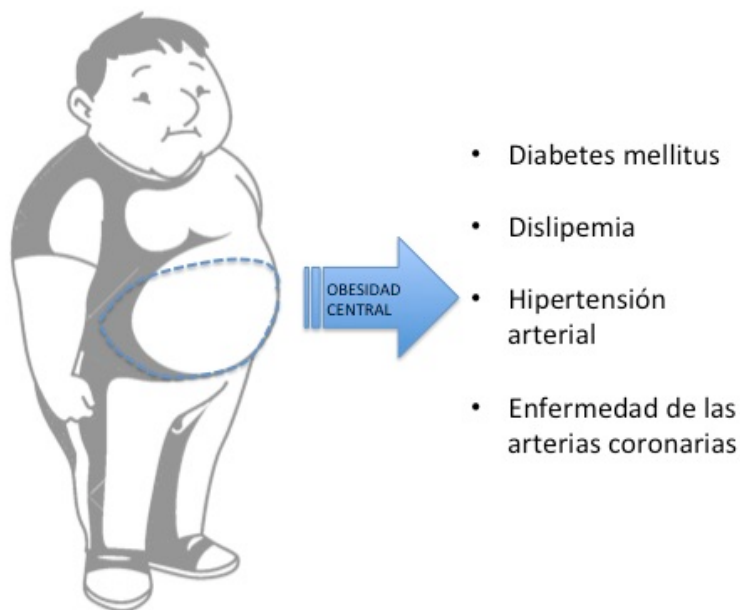 • Diabetes mellitus
• Dislipemia
OBESIDAD
CENTRAL
• Hipertensión
arterial
• Enfermedad de las
arterias coronarias